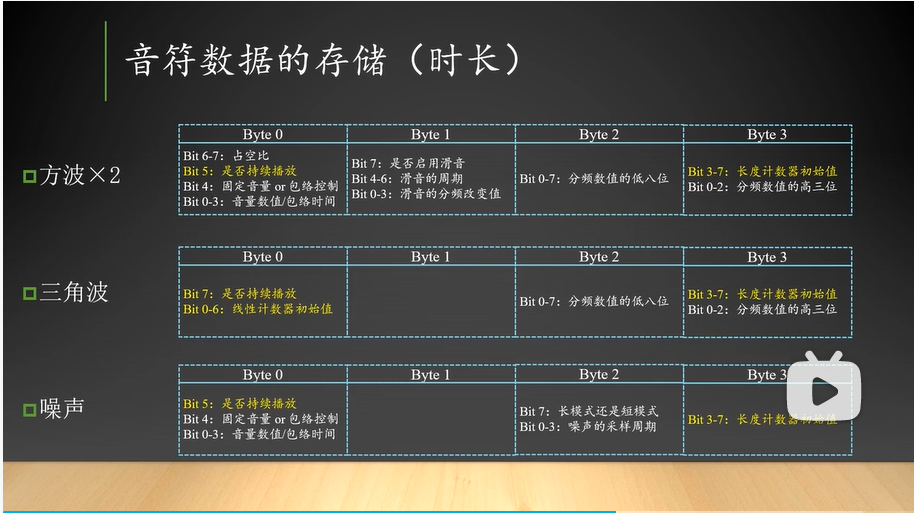 音符数据的存储（时长）
方波×2
Byte 0
Byte 1
Byte 2
Byte 3
Bit 6-7：占空比
Bit 5：是否持续播放
Bit 4：固定音量 or 包络控制
Bit 0-3：音量数值/包络时间
Bit 7：是否启用滑音
Bit 4-6：滑音的周期
Bit 0-3：滑音的分频改变值
Bit 0-7：分频数值的低八位
Bit 3-7：长度计数器初始值
Bit 0-2：分频数值的高三位
三角波
Byte 0
Byte 1
Byte 2
Byte 3
Bit 7：是否持续播放
Bit 0-6：线性计数器初始值
Bit 0-7：分频数值的低八位
Bit 3-7：长度计数器初始值
Bit 0-2：分频数值的高三位
噪声
Byte 0
Byte 1
Byte 2
Byte 3
Bit 5：是否持续播放
Bit 4：固定音量 or 包络控制
Bit 0-3：音量数值/包络时间
Bit 7：长模式还是短模式
Bit 0-3：噪声的采样周期
Bit 3-7：长度计数器初始值